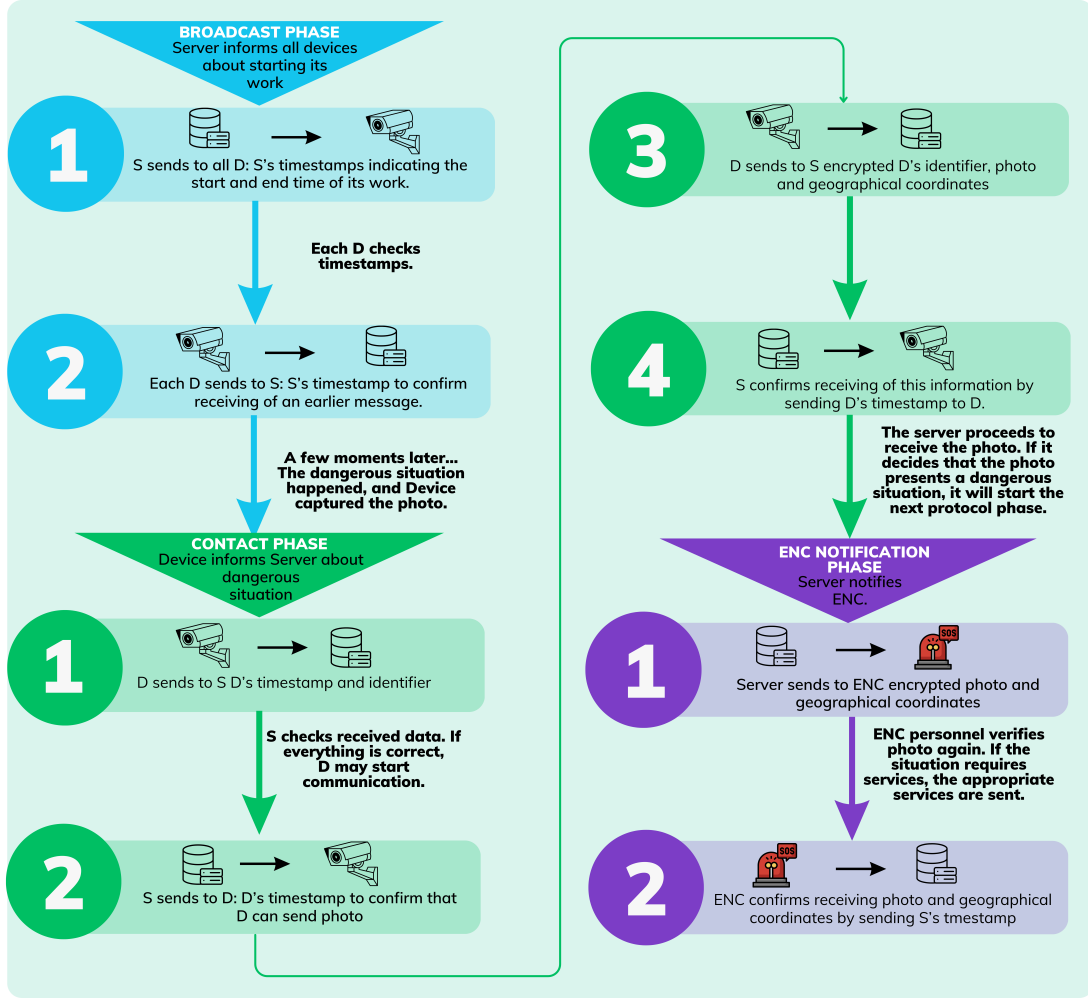 BROADCAST PHASE
Server informs all devices
about starting its
work
1
S sends to all D: S's timestamps indicating the
start and end time of its work.
Each D checks
timestamps.
2
Each D sends to S: S's timestamp to confirm
receiving of an earlier message.
A few moments later...
The dangerous situation
happened, and Device
captured the photo.
CONTACT PHASE
Device informs Server about
dangerous
situation
1
D sends to S D's timestamp and identifier
S checks received data. If
everything is correct,
D may start
communication.
2
S sends to D: D's timestamp to confirm that
D can send photo
3
D sends to S encrypted D's identifier, photo
and geographical coordinates
4
S confirms receiving of this information by
sending D's timestamp to D.
The server proceeds to
receive the photo. If it
decides that the photo
presents a dangerous
situation, it will start the
next protocol phase.
ENC NOTIFICATION
PHASE
Server notifies
ENC.
1
SOS
Server sends to ENC encrypted photo and
geographical coordinates
ENC personnel verifies
photo again. If the
situation requires
services, the appropriate
services are sent.
2
SOS
ENC confirms receiving photo and geographical
coordinates by sending S's tmestamp